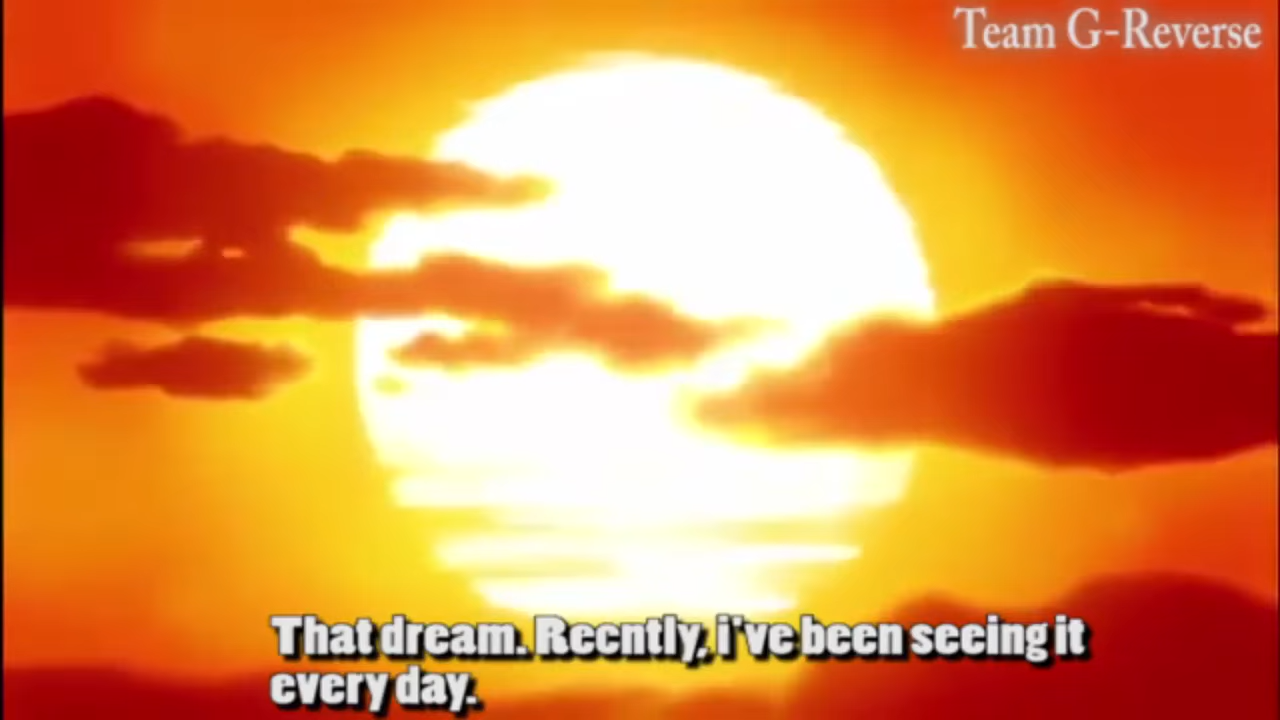 Team G-Reverse
That dream. Recntly, i've been seeing it
every day.